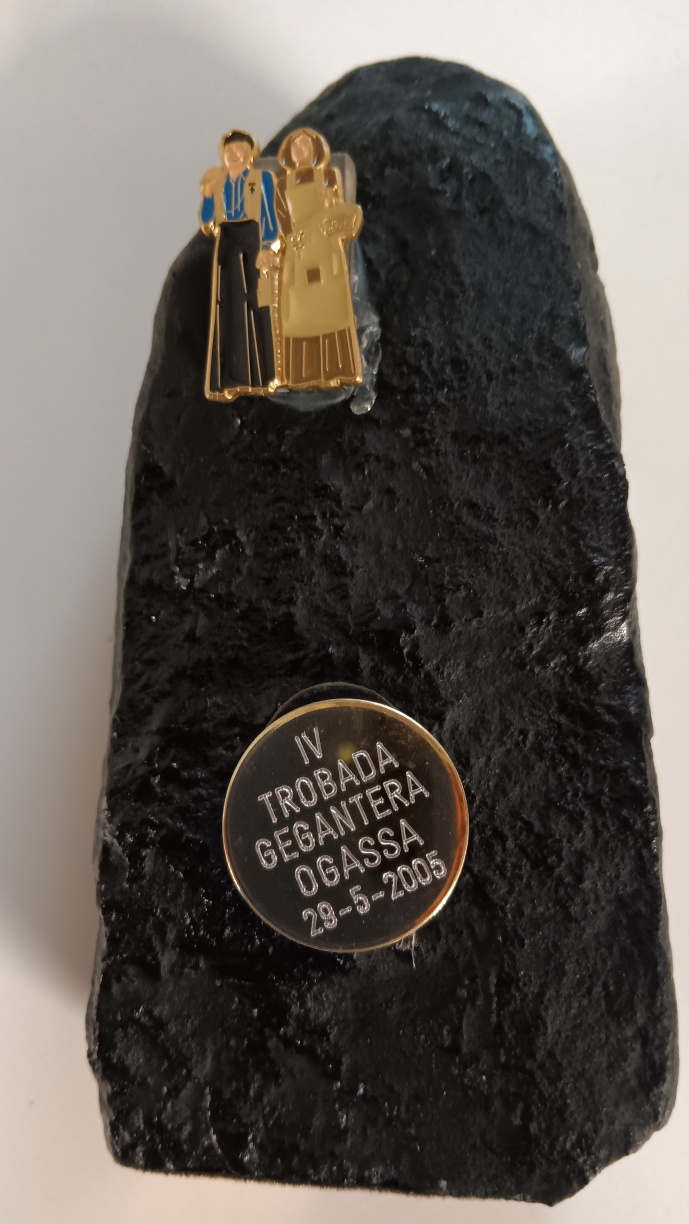 IV
TROBADA
GEGANTERA
OGASSA
29-5-2005